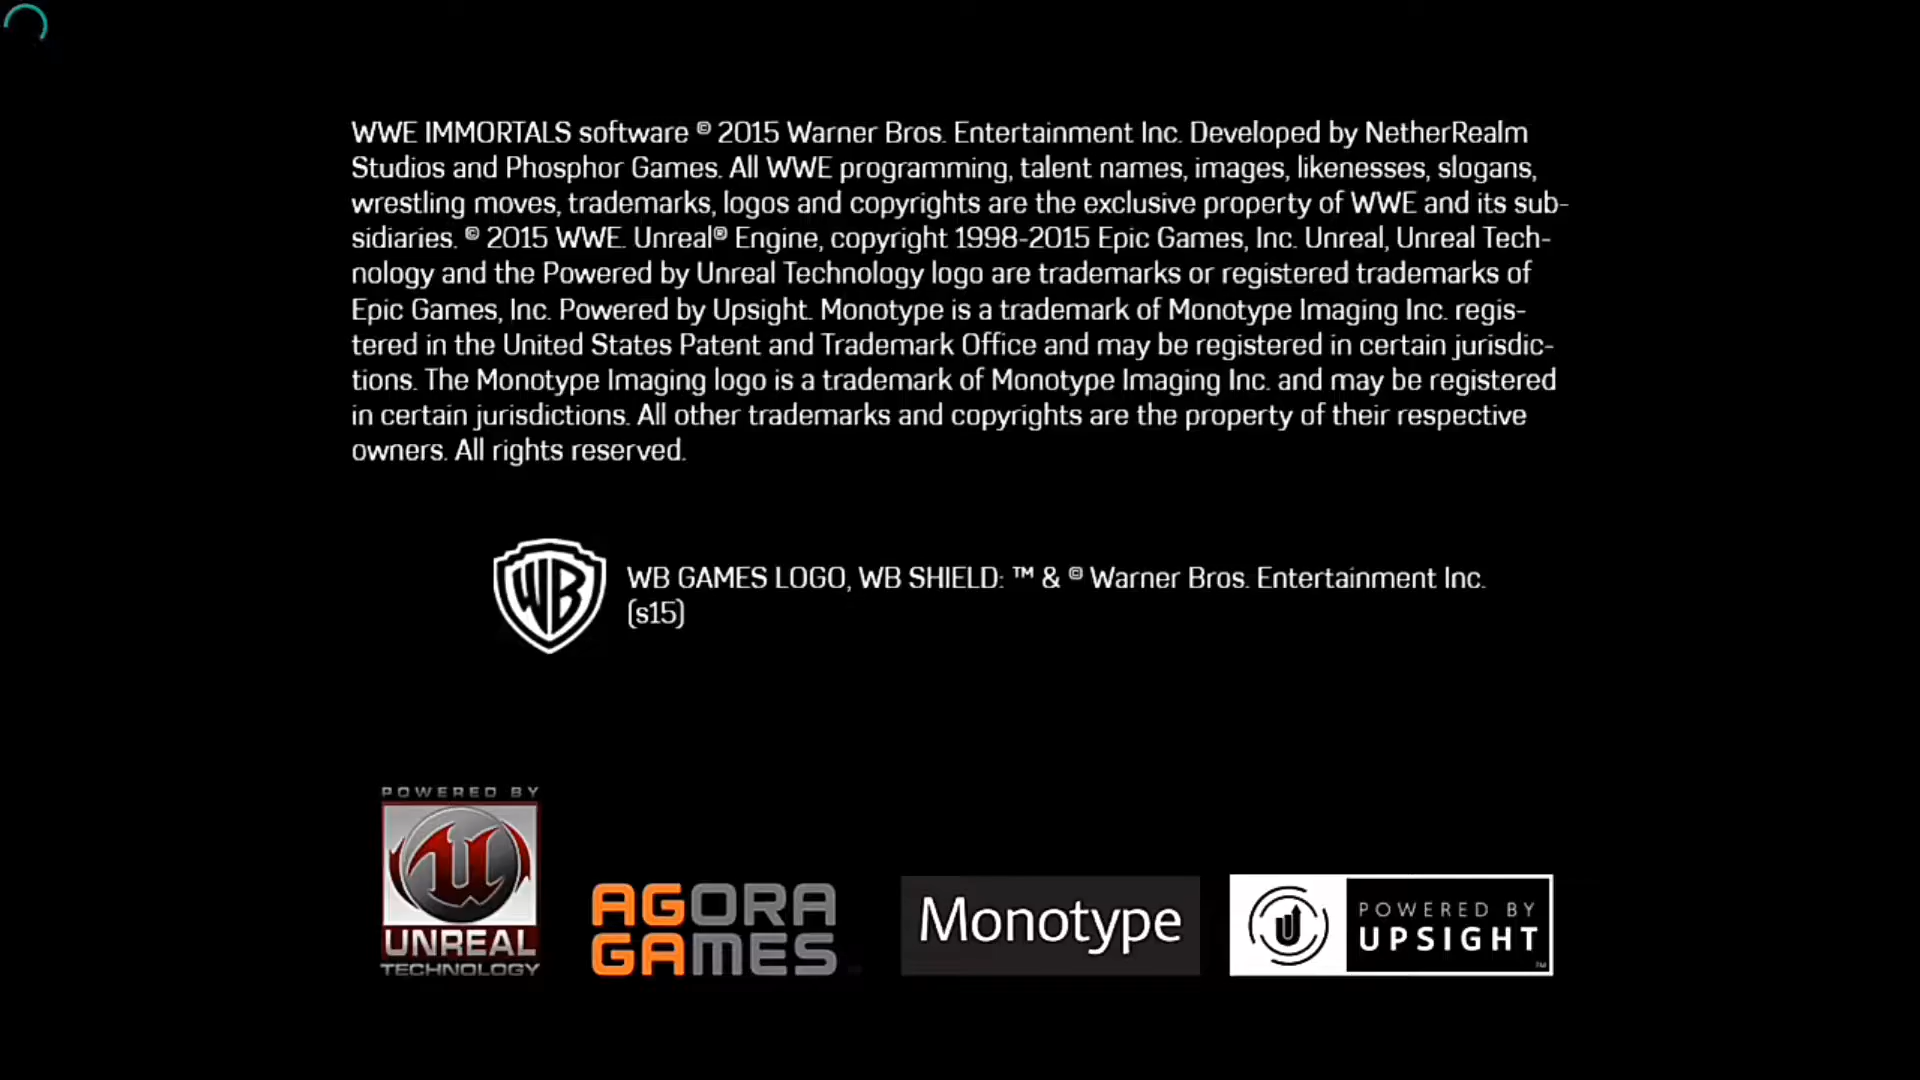 WWE IMMORTALS software © 2015 Warner Bros. Entertainment Inc. Developed by NetherRealm
Studios and Phosphor Games. All WWE programming, talent names, images, likenesses, slogans,
wrestling moves, trademarks, logos and copyrights are the exclusive property of WWE and its sub-
sidiaries. © 2015 WWE. Unreal® Engine, copyright 1998-2015 Epic Games, Inc. Unreal, Unreal Tech-
nology and the Powered by Unreal Technology logo are trademarks or registered trademarks of
Epic Games, Inc. Powered by Upsight. Monotype is a trademark of Monotype Imaging Inc. regis-
tered in the United States Patent and Trademark Office and may be registered in certain jurisdic-
tions. The Monotype Imaging logo is a trademark of Monotype Imaging Inc. and may be registered
in certain jurisdictions. All other trademarks and copyrights are the property of their respective
owners. All rights reserved.
WB
WB GAMES LOGO, WB SHIELD: ™ & © Warner Bros. Entertainment Inc.
(s15)
POWERED BY
U
UNREAL
TECHNOLOGY
AGORA
GAMES
Monotype
POWERED BY
UPSIGHT
™